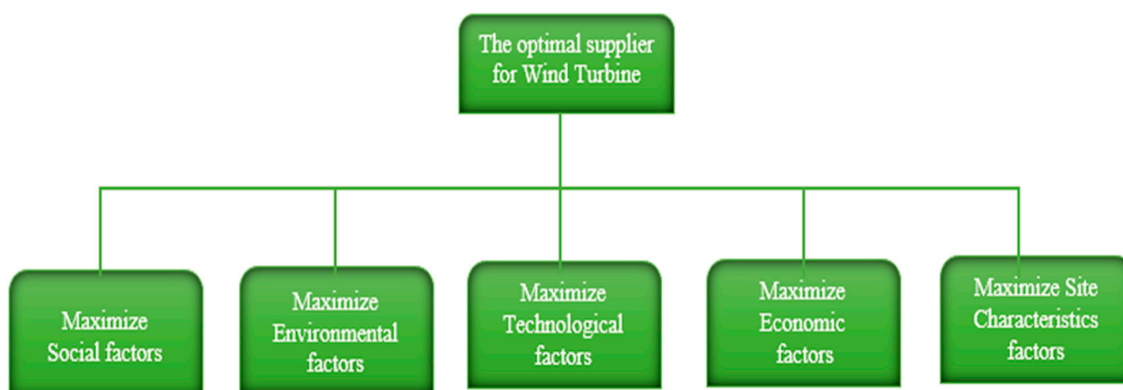 The optimal supplier
for Wind Turbine
Maximize
Social factors
Maximize
Environmental
factors
Maximize
Technological
factors
Maximize
Economic
factors
Maximize Site
Characteristics
factors